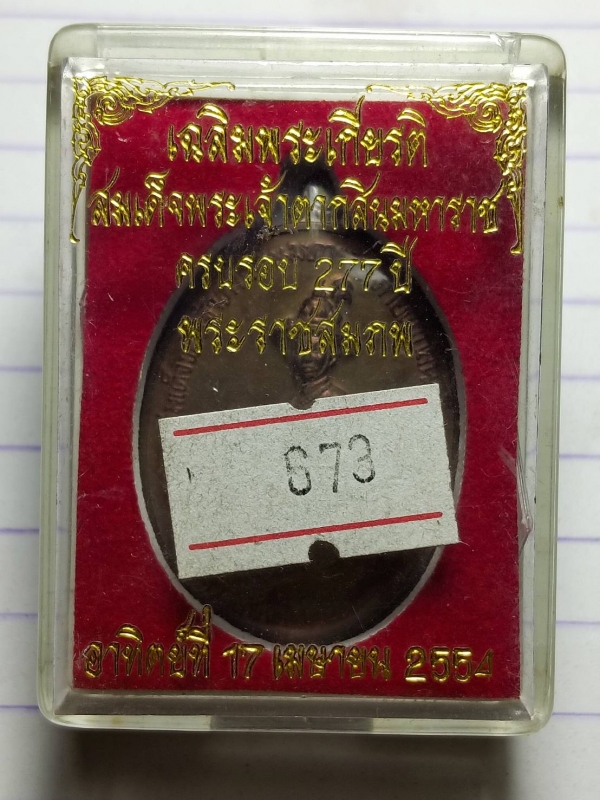 เฉลิมพระเกียรติ
สมเด็จพระเจ้าตากสินมหาราช
ครบรอบ 277 ปี
พระราชสมภพ
673
อาทิตย์ที่ 17 เมษายน 2554